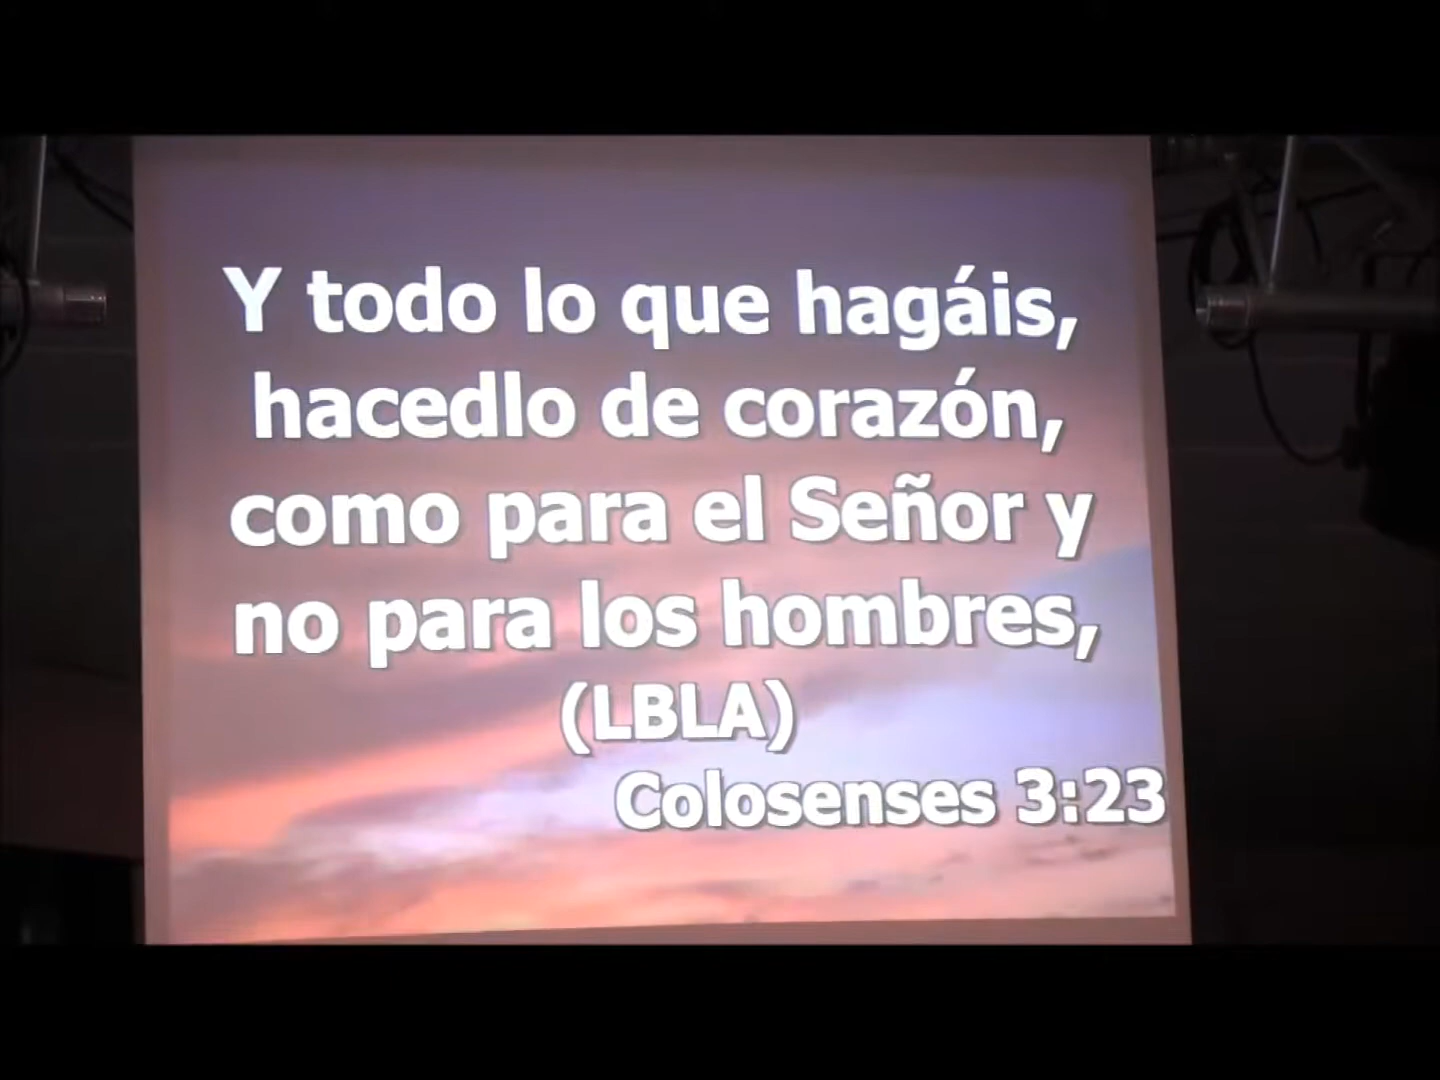 Y todo lo que hagáis,
hacedlo de corazón,
como para el Señor y
no para los hombres,
(LBLA)
Colosenses 3:23